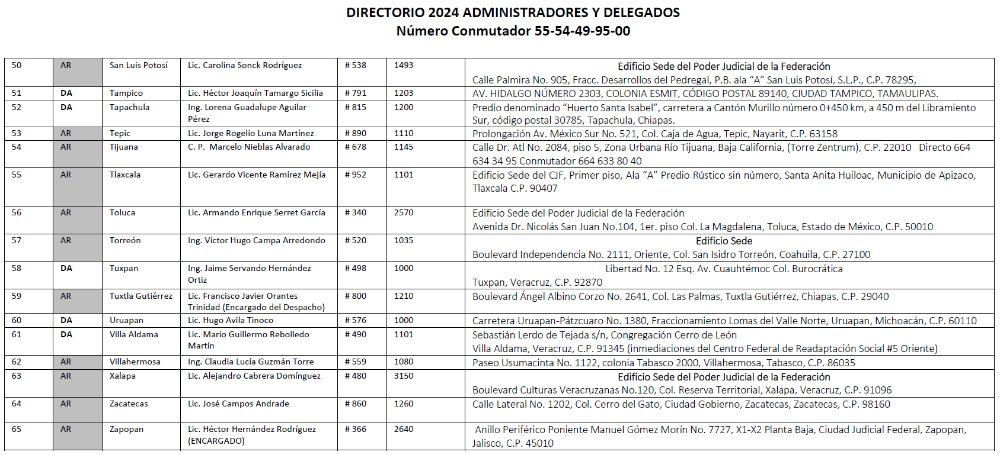 DIRECTORIO 2024 ADMINISTRADORES Y DELEGADOS
Número Conmutador 55-54-49-95-00
50 AR San Luis Potosí Lic. Carolina Sonck Rodríguez # 538 1493 Edificio Sede del Poder Judicial de la Federación
Calle Palmira No. 905, Fracc. Desarrollos del Pedregal, P.B. ala “A” San Luis Potosí, S.L.P., C.P. 78295,
51 DA Tampico Lic. Héctor Joaquín Tamargo Sicilia # 791 1203 AV. HIDALGO NÚMERO 2303, COLONIA ESMIT, CÓDIGO POSTAL 89140, CIUDAD TAMPICO, TAMAULIPAS.
52 DA Tapachula Ing. Lorena Guadalupe Aguilar # 815 1200 Predio denominado “Huerto Santa Isabel”, carretera a Cantón Murillo número 0+450 km, a 450 m del Libramiento
Pérez Sur, código postal 30785, Tapachula, Chiapas.
53 AR Tepic Lic. Jorge Rogelio Luna Martínez # 890 1110 Prolongación Av. México Sur No. 521, Col. Caja de Agua, Tepic, Nayarit, C.P. 63158
54 AR Tijuana C. P. Marcelo Nieblas Alvarado # 678 1145 Calle Dr. Atl No. 2084, piso 5, Zona Urbana Río Tijuana, Baja California, (Torre Zentrum), C.P. 22010 Directo 664
634 34 95 Conmutador 664 633 80 40
55 AR Tlaxcala Lic. Gerardo Vicente Ramírez Mejía # 952 1101 Edificio Sede del CJF, Primer piso, Ala “A” Predio Rústico sin número, Santa Anita Huiloac, Municipio de Apizaco,
Tlaxcala C.P. 90407
56 AR Toluca Lic. Armando Enrique Serret García # 340 2570 Edificio Sede del Poder Judicial de la Federación
Avenida Dr. Nicolás San Juan No.104, 1er. piso Col. La Magdalena, Toluca, Estado de México, C.P. 50010
57 AR Torreón Ing. Víctor Hugo Campa Arredondo # 520 1035 Edificio Sede
Boulevard Independencia No. 2111, Oriente, Col. San Isidro Torreón, Coahuila, C.P. 27100
58 DA Tuxpan Ing. Jaime Servando Hernández # 498 1000 Libertad No. 12 Esq. Av. Cuauhtémoc Col. Burocrática
Ortiz Tuxpan, Veracruz, C.P. 92870
59 AR Tuxtla Gutiérrez Lic. Francisco Javier Orantes # 800 1210 Boulevard Ángel Albino Corzo No. 2641, Col. Las Palmas, Tuxtla Gutiérrez, Chiapas, C.P. 29040
Trinidad (Encargado del Despacho)
60 DA Uruapan Lic. Hugo Avila Tinoco # 576 1000 Carretera Uruapan-Pátzcuaro No. 1380, Fraccionamiento Lomas del Valle Norte, Uruapan, Michoacán, C.P. 60110
61 DA Villa Aldama Lic. Mario Guillermo Rebolledo # 490 1101 Sebastián Lerdo de Tejada s/n, Congregación Cerro de León
Martín Villa Aldama, Veracruz, C.P. 91345 (inmediaciones del Centro Federal de Readaptación Social #5 Oriente)
62 AR Villahermosa Ing. Claudia Lucía Guzmán Torre # 559 1080 Paseo Usumacinta No. 1122, colonia Tabasco 2000, Villahermosa, Tabasco, C.P. 86035
63 AR Xalapa Lic. Alejandro Cabrera Domínguez # 480 3150 Edificio Sede del Poder Judicial de la Federación
Boulevard Culturas Veracruzanas No.120, Col. Reserva Territorial, Xalapa, Veracruz, C.P. 91096
64 AR Zacatecas Lic. José Campos Andrade # 860 1260 Calle Lateral No. 1202, Col. Cerro del Gato, Ciudad Gobierno, Zacatecas, Zacatecas, C.P. 98160
65 AR Zapopan Lic. Héctor Hernández Rodríguez # 366 2640 Anillo Periférico Poniente Manuel Gómez Morín No. 7727, X1-X2 Planta Baja, Ciudad Judicial Federal, Zapopan,
(ENCARGADO) Jalisco, C.P. 45010